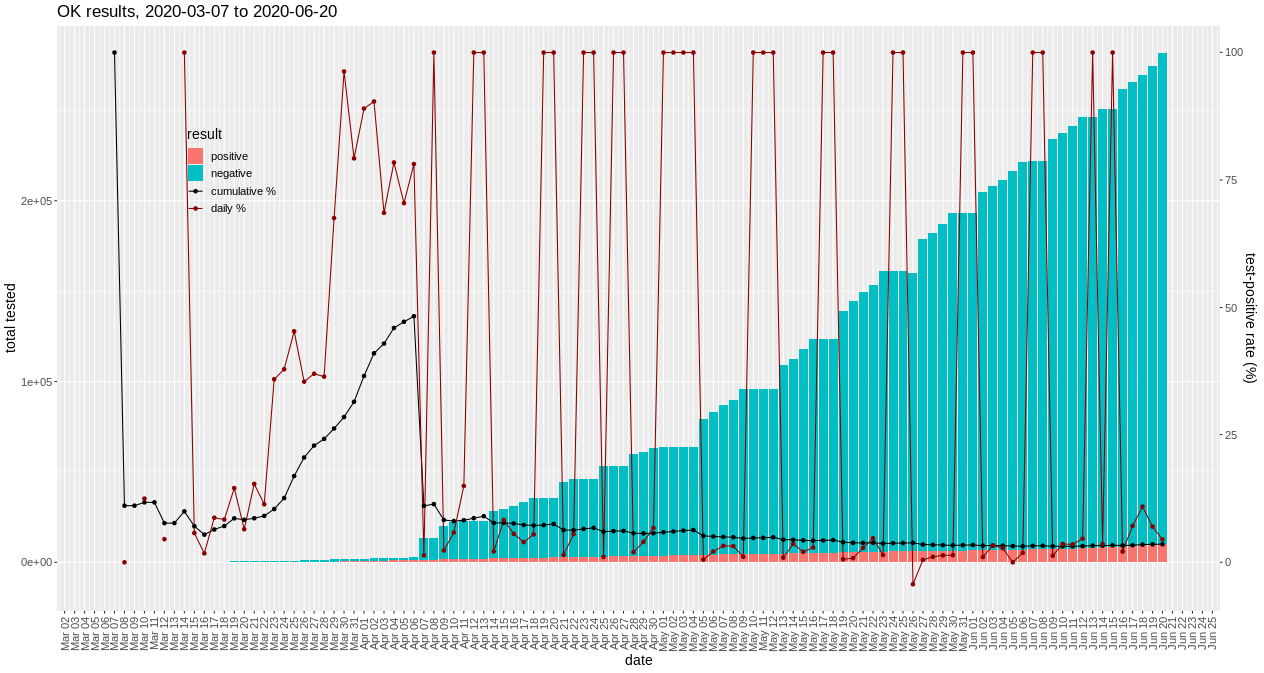 OK results, 2020-03-07 to 2020-06-20
result
positive
negative
cumulative %
daily %
total tested
2e+05
1e+05
0e+00
100
75
50
25
0
test-positive rate (%)
Mar 02
Mar 03
Mar 04
Mar 05
Mar 06
Mar 07
Mar 08
Mar 09
Mar 10
Mar 11
Mar 12
Mar 13
Mar 14
Mar 15
Mar 16
Mar 17
Mar 18
Mar 19
Mar 20
Mar 21
Mar 22
Mar 23
Mar 24
Mar 25
Mar 26
Mar 27
Mar 28
Mar 29
Mar 30
Mar 31
Apr 01
Apr 02
Apr 03
Apr 04
Apr 05
Apr 06
Apr 07
Apr 08
Apr 09
Apr 10
Apr 11
Apr 12
Apr 13
Apr 14
Apr 15
Apr 16
Apr 17
Apr 18
Apr 19
Apr 20
Apr 21
Apr 22
Apr 23
Apr 24
Apr 25
Apr 26
Apr 27
Apr 28
Apr 29
Apr 30
May 01
May 02
May 03
May 04
May 05
May 06
May 07
May 08
May 09
May 10
May 11
May 12
May 13
May 14
May 15
May 16
May 17
May 18
May 19
May 20
May 21
May 22
May 23
May 24
May 25
May 26
May 27
May 28
May 29
May 30
May 31
Jun 01
Jun 02
Jun 03
Jun 04
Jun 05
Jun 06
Jun 07
Jun 08
Jun 09
Jun 10
Jun 11
Jun 12
Jun 13
Jun 14
Jun 15
Jun 16
Jun 17
Jun 18
Jun 19
Jun 20
Jun 21
Jun 22
Jun 23
Jun 24
Jun 25
date